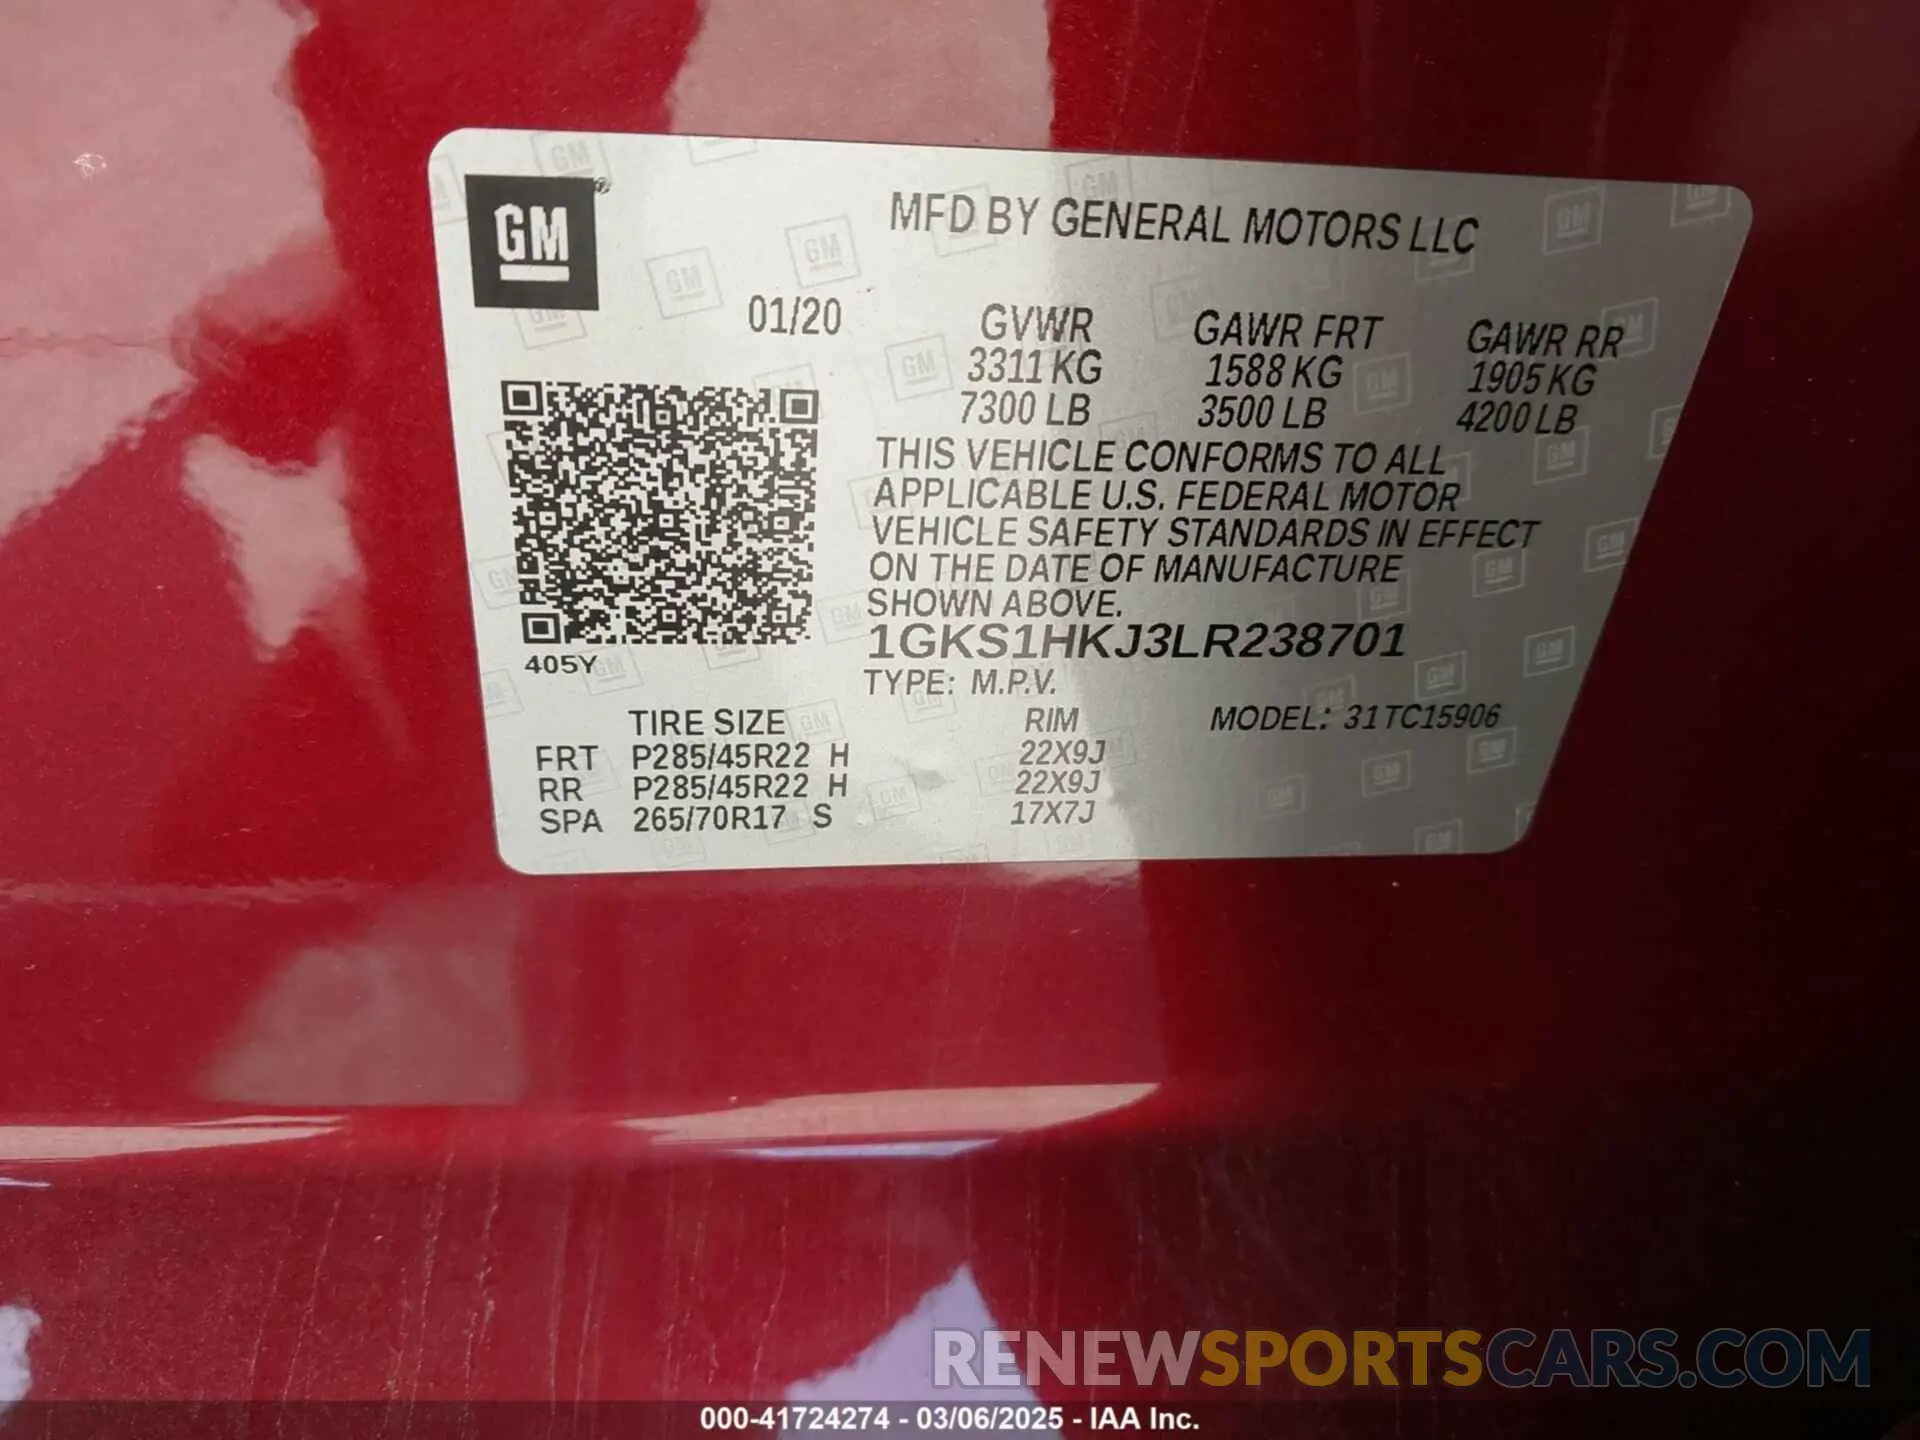 GM®
MFD BY GENERAL MOTORS LLC
01/20 GVWR GAWR FRT GAWR RR
3311 KG 1588 KG 1905 KG
7300 LB 3500 LB 4200 LB
THIS VEHICLE CONFORMS TO ALL
APPLICABLE U.S. FEDERAL MOTOR
VEHICLE SAFETY STANDARDS IN EFFECT
ON THE DATE OF MANUFACTURE
SHOWN ABOVE.
1GKS1HKJ3LR238701
405Y
TYPE: M.P.V.
TIRE SIZE RIM MODEL: 31TC15906
FRT P285/45R22 H 22X9J
RR P285/45R22 H 22X9J
SPA 265/70R17 S 17X7J
RENEWSPORTSCARS.COM
000-41724274 - 03/06/2025 - IAA Inc.